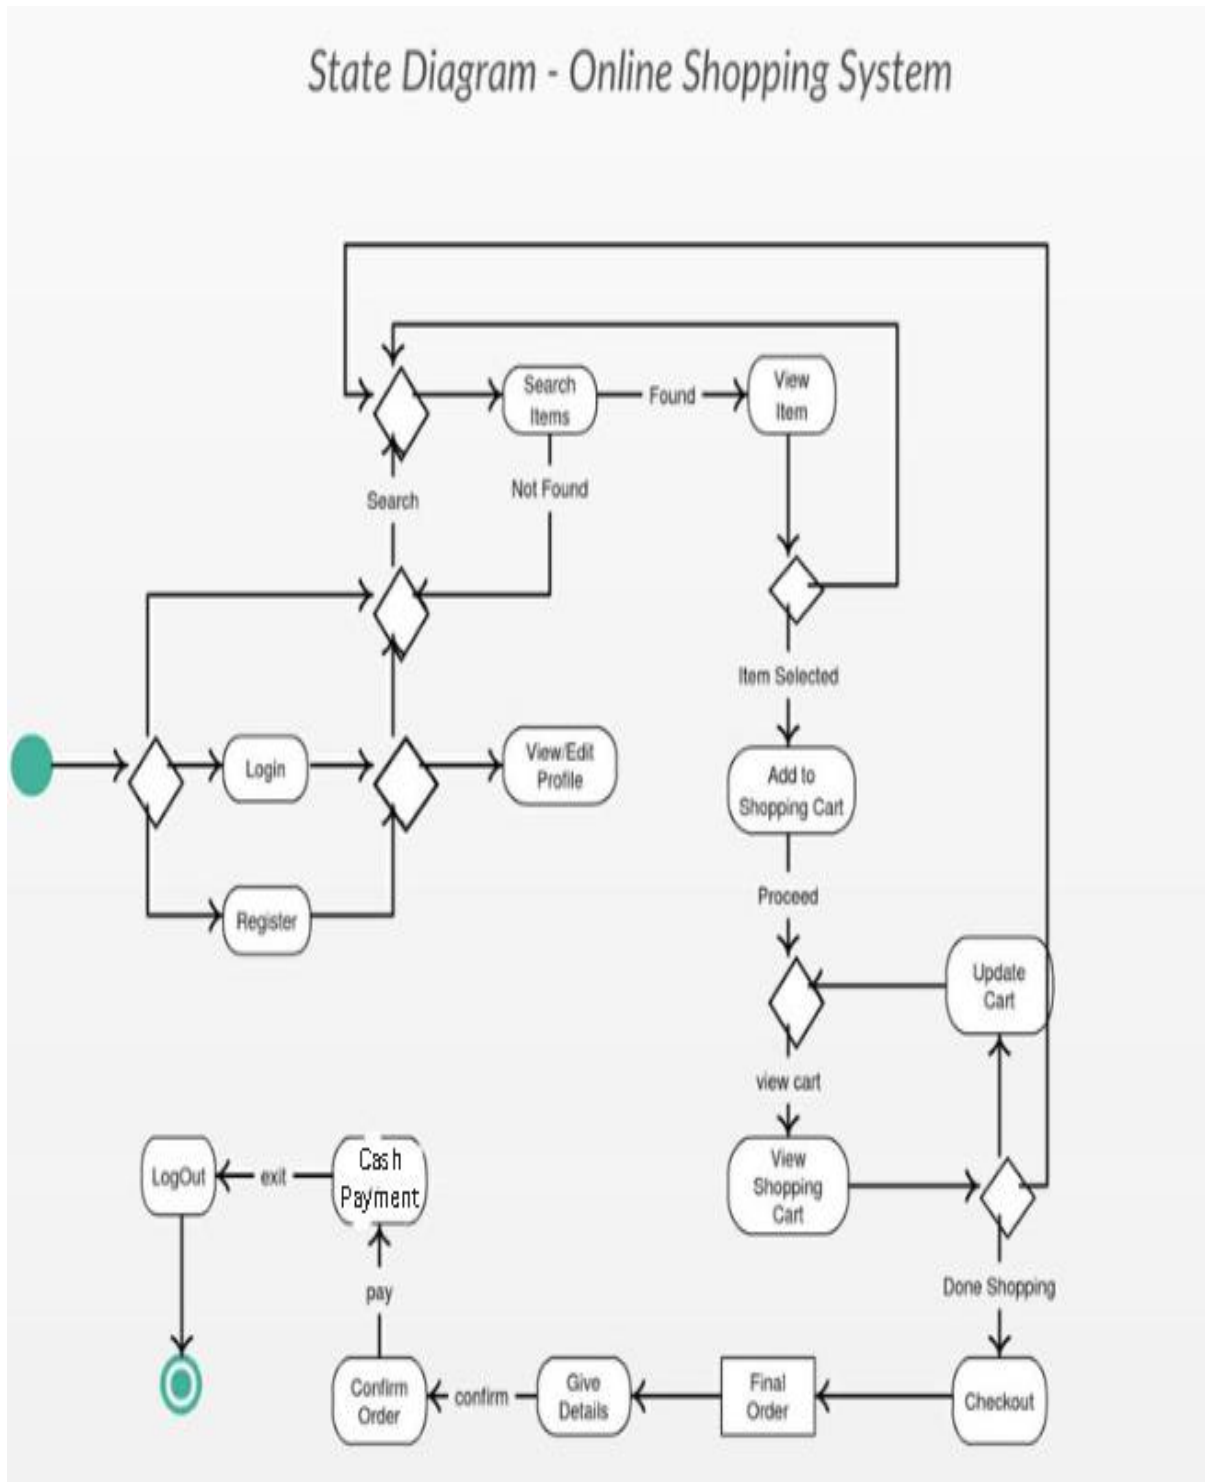 State Diagram - Online Shopping System
Search
Items
Found
View
Item
Not Found
Search
Item Selected
Login
View/Edit
Profile
Add to
Shopping Cart
Register
Proceed
Update
Cart
view cart
LogOut
exit
Cash
Payment
View
Shopping
Cart
pay
Done Shopping
Confirm
Order
confirm
Give
Details
Final
Order
Checkout